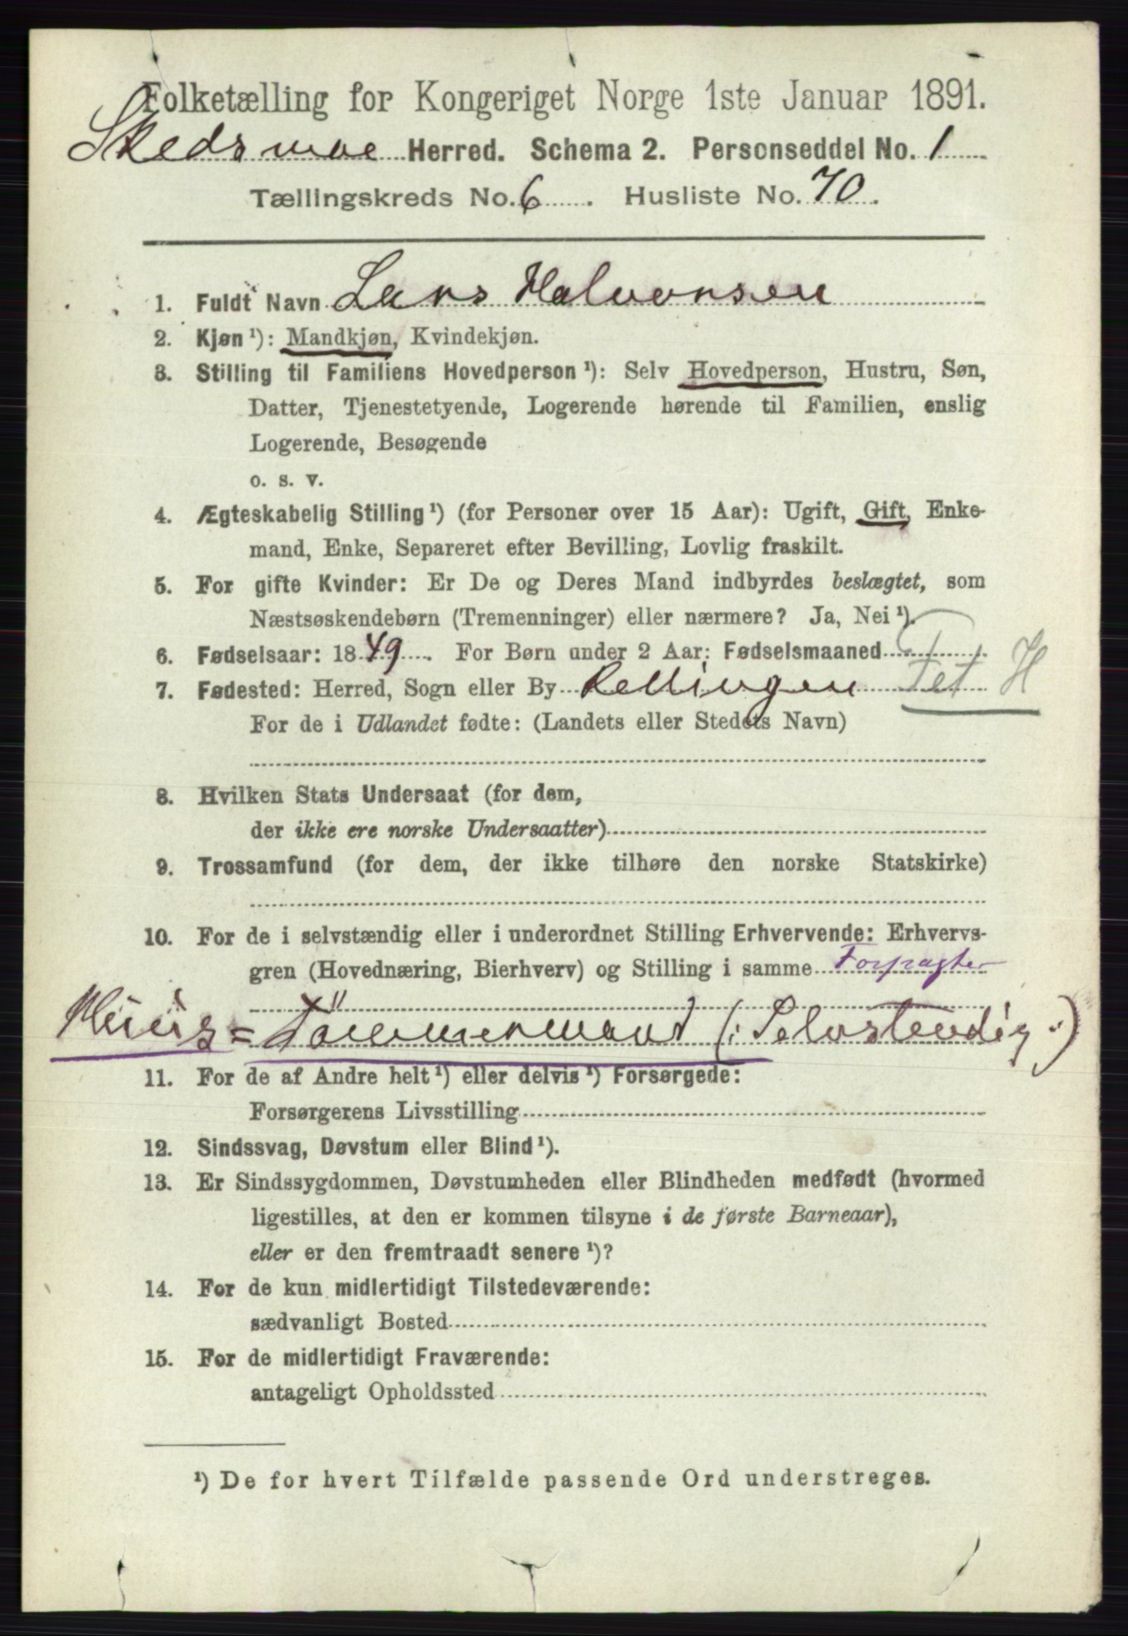 Folketælling for Kongeriget Norge 1ste Januar 1891.
Skedsmoe Herred. Schema 2. Personseddel No. 1
Tællingskreds No. 6 . Husliste No. 70.
1. Fuldt Navn Lars Halvorsen
2. Kjøn ¹): Mandkjøn, Kvindekjøn.
3. Stilling til Familiens Hovedperson ¹): Selv Hovedperson, Hustru, Søn,
Datter, Tjenestetyende, Logerende hørende til Familien, enslig
Logerende, Besøgende
o. s. v.
4. Ægteskabelig Stilling ¹) (for Personer over 15 Aar): Ugift, Gift, Enke-
mand, Enke, Separeret efter Bevilling, Lovlig fraskilt.
5. For gifte Kvinder: Er De og Deres Mand indbyrdes beslægtet, som
Næstsøskendebørn (Tremenninger) eller nærmere? Ja, Nei ¹).
6. Fødselsaar: 1849. For Børn under 2 Aar: Fødselsmaaned
7. Fødested: Herred, Sogn eller By Rellingen Fet H
For de i Udlandet fødte: (Landets eller Stedets Navn)
8. Hvilken Stats Undersaat (for dem,
der ikke ere norske Undersaatter)
9. Trossamfund (for dem, der ikke tilhøre den norske Statskirke)
10. For de i selvstændig eller i underordnet Stilling Erhvervende: Erhvervs-
gren (Hovednæring, Bierhverv) og Stilling i samme Forpagter
Huus= Tömmermand (: Selvstendig :)
11. For de af Andre helt ¹) eller delvis ¹) Forsørgede:
Forsørgerens Livsstilling
12. Sindssvag, Døvstum eller Blind ¹).
13. Er Sindssygdommen, Døvstumheden eller Blindheden medfødt (hvormed
ligestilles, at den er kommen tilsyne i de første Barneaar),
eller er den fremtraadt senere ¹)?
14. For de kun midlertidigt Tilstedeværende:
sædvanligt Bosted
15. For de midlertidigt Fraværende:
antageligt Opholdssted
¹) De for hvert Tilfælde passende Ord understreges.